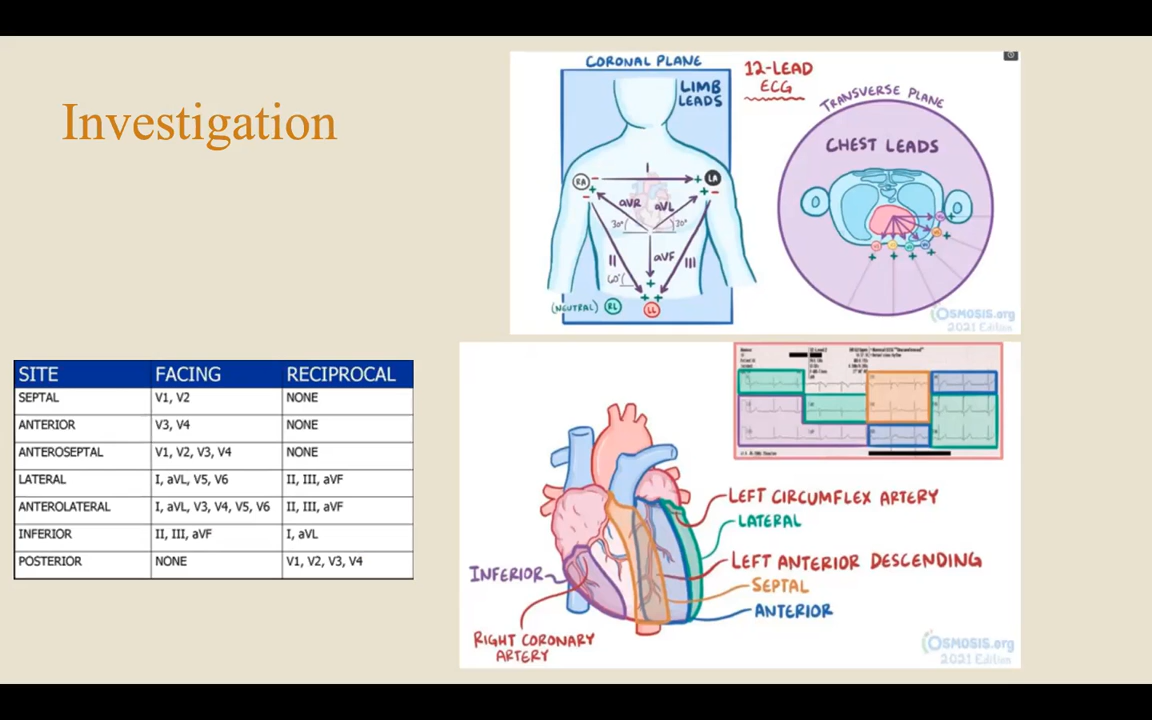 Investigation
CORONAL PLANE
LIMB
LEADS
12-LEAD
ECG
RA
I
LA
aVR
aVL
30°
30°
II
aVF
III
60°
(NEUTRAL)
RL
LL
TRANSVERSE PLANE
CHEST LEADS
OSMOSIS.org
2021 Edition
SITE FACING RECIPROCAL
SEPTAL V1, V2 NONE
ANTERIOR V3, V4 NONE
ANTEROSEPTAL V1, V2, V3, V4 NONE
LATERAL I, aVL, V5, V6 II, III, aVF
ANTEROLATERAL I, aVL, V3, V4, V5, V6 II, III, aVF
INFERIOR II, III, aVF I, aVL
POSTERIOR NONE V1, V2, V3, V4
LEFT CIRCUMFLEX ARTERY
LATERAL
LEFT ANTERIOR DESCENDING
SEPTAL
ANTERIOR
INFERIOR
RIGHT CORONARY
ARTERY
OSMOSIS.org
2021 Edition